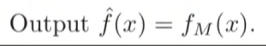 Output f̂(x) = f_M(x).